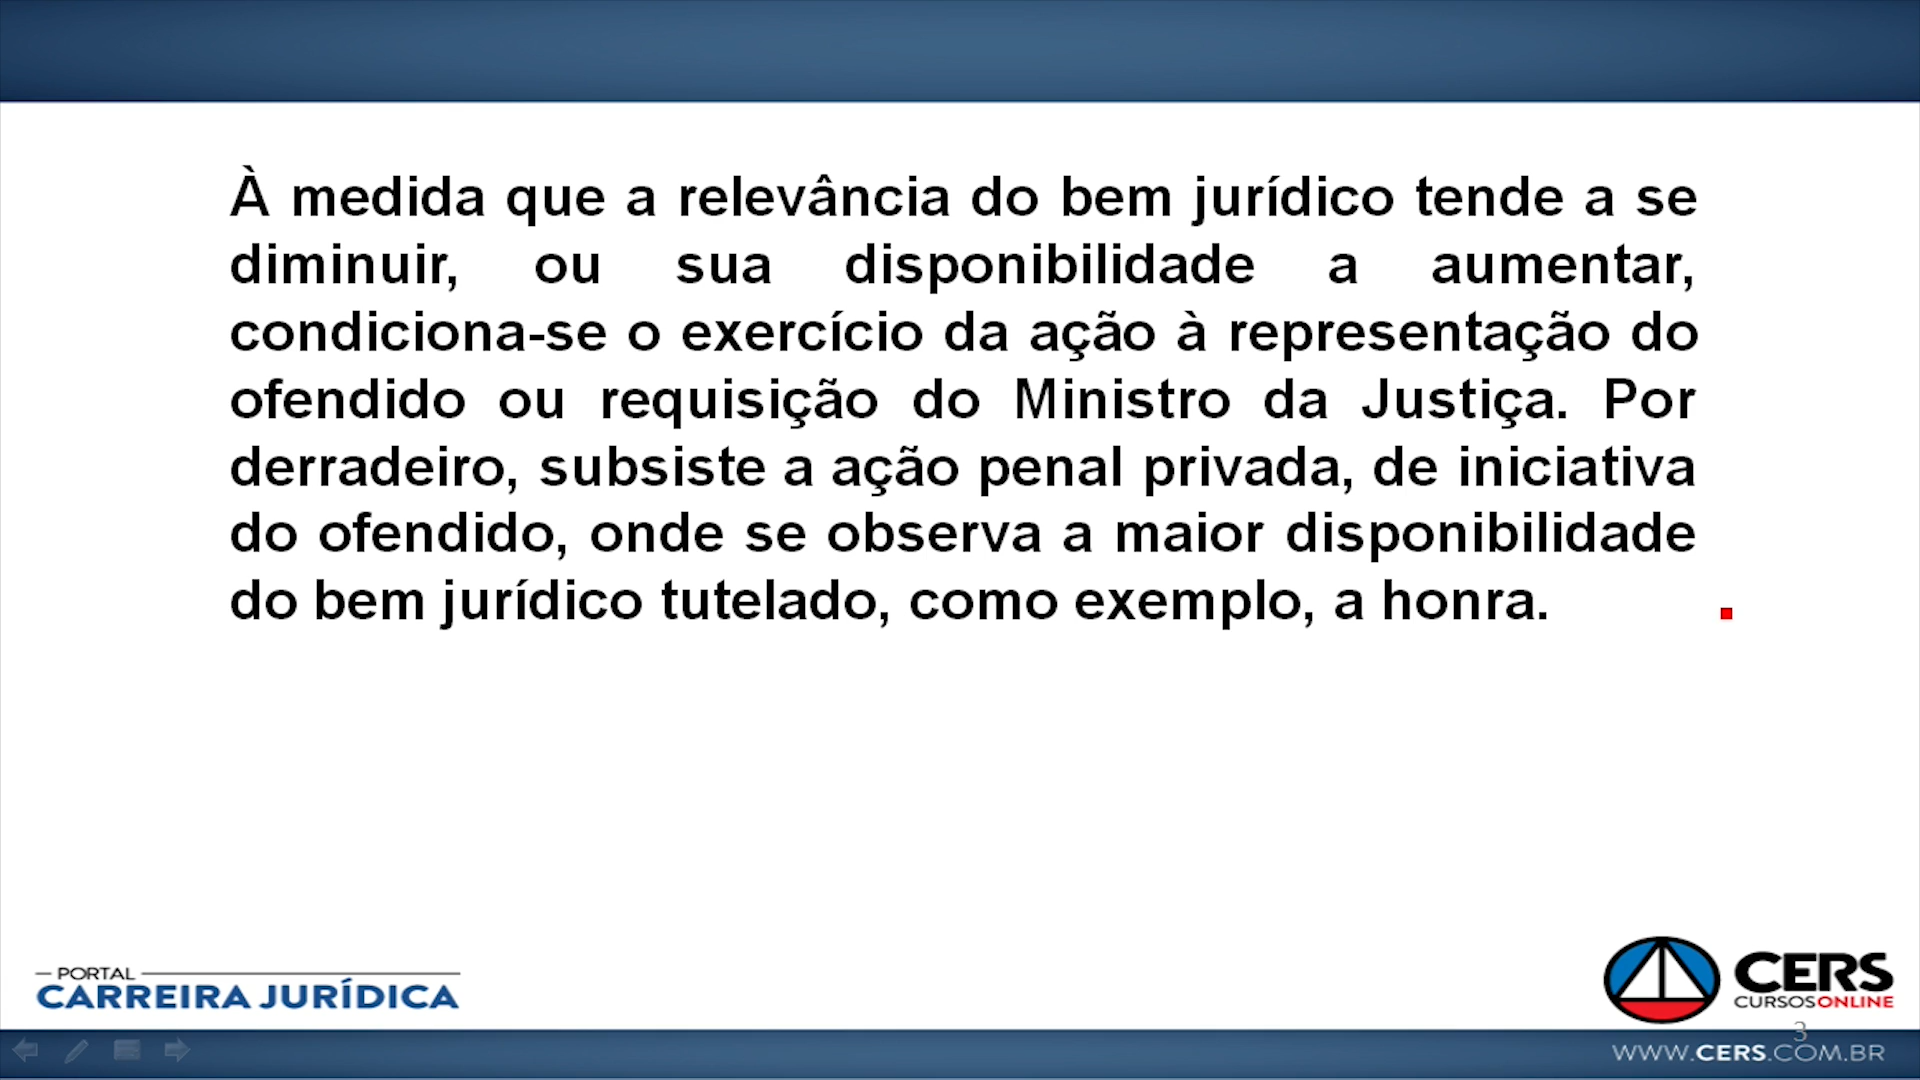 À medida que a relevância do bem jurídico tende a se
diminuir, ou sua disponibilidade a aumentar,
condiciona-se o exercício da ação à representação do
ofendido ou requisição do Ministro da Justiça. Por
derradeiro, subsiste a ação penal privada, de iniciativa
do ofendido, onde se observa a maior disponibilidade
do bem jurídico tutelado, como exemplo, a honra.
PORTAL
CARREIRA JURÍDICA
CERS
CURSOSONLINE
3
WWW.CERS.COM.BR